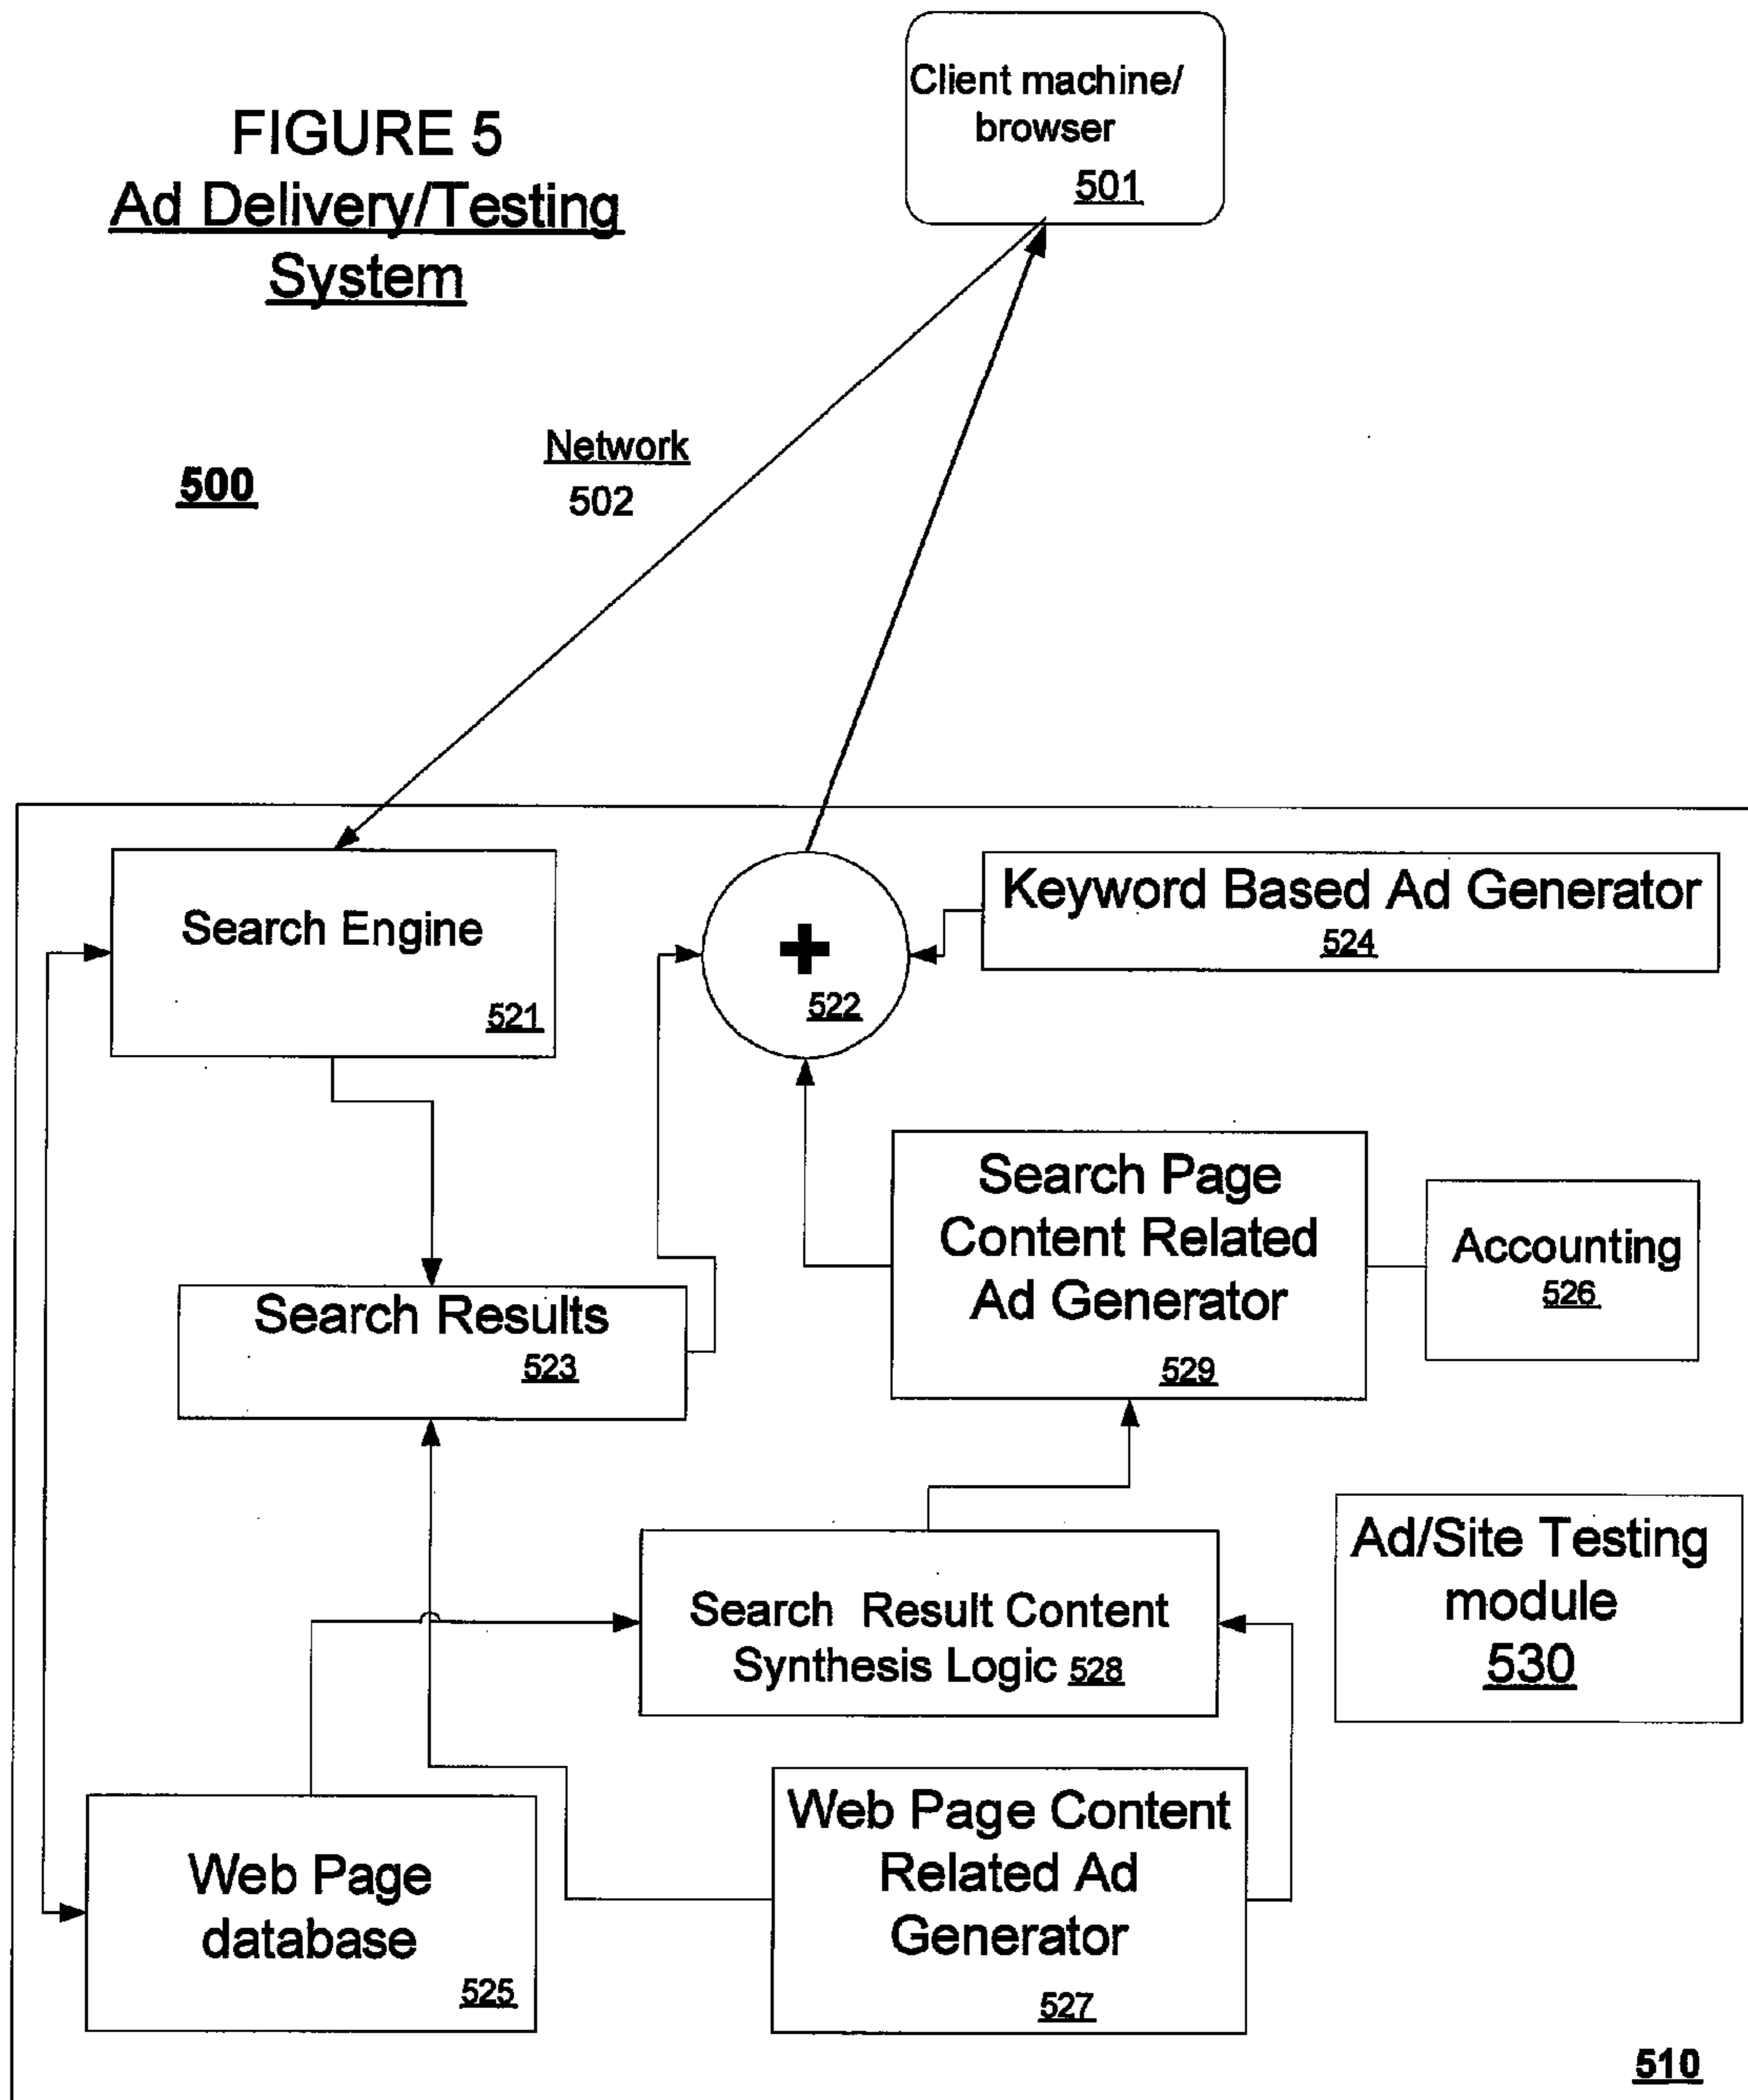 FIGURE 5
Ad Delivery/Testing
System
Client machine/
browser
501
500
Network
502
Search Engine
521
+
522
Keyword Based Ad Generator
524
Search Page
Content Related
Ad Generator
529
Accounting
526
Search Results
523
Search Result Content
Synthesis Logic 528
Ad/Site Testing
module
530
Web Page
database
525
Web Page Content
Related Ad
Generator
527
510